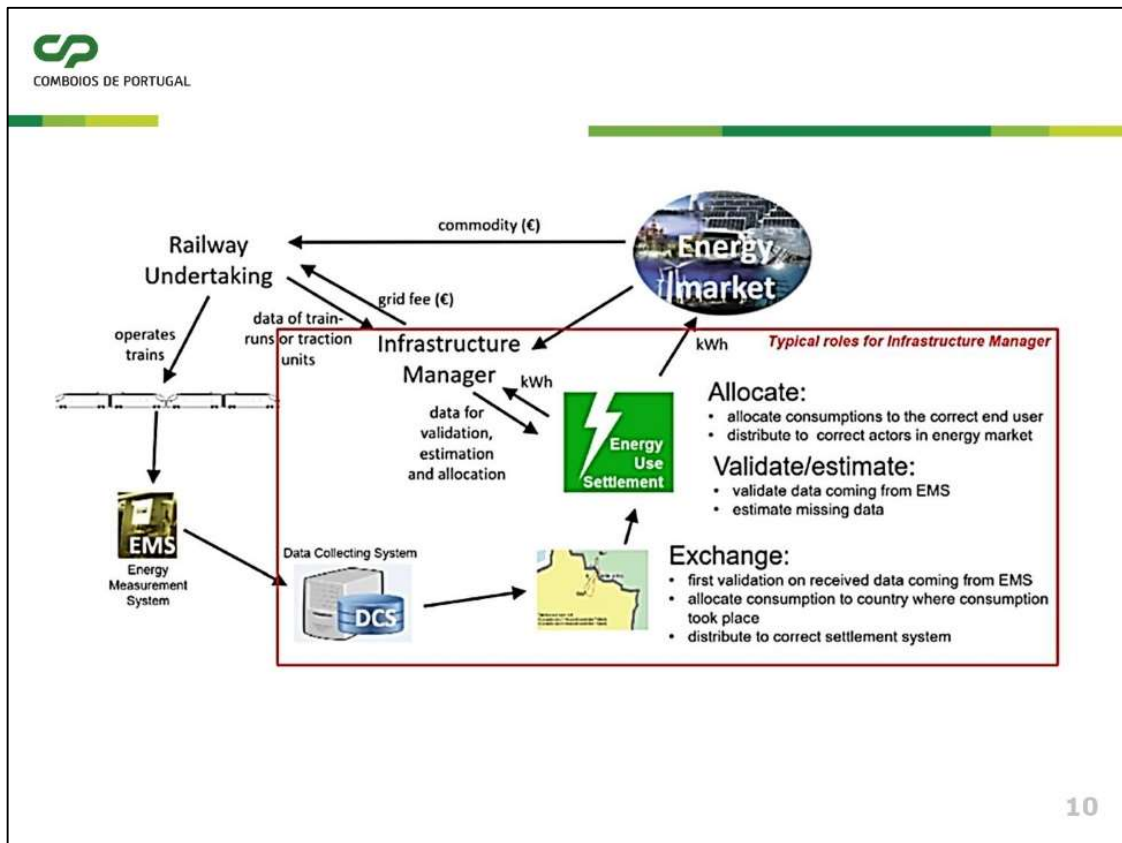 COMBOIOS DE PORTUGAL
commodity (€)
Energy
market
Railway
Undertaking
grid fee (€)
operates
trains
data of train-
runs or traction
units
Infrastructure
Manager
kWh
kWh
Typical roles for Infrastructure Manager
data for
validation,
estimation
and allocation
Energy
Use
Settlement
Allocate:
• allocate consumptions to the correct end user
• distribute to correct actors in energy market
Validate/estimate:
• validate data coming from EMS
• estimate missing data
EMS
Energy
Measurement
System
Data Collecting System
DCS
Exchange:
• first validation on received data coming from EMS
• allocate consumption to country where consumption
took place
• distribute to correct settlement system
10